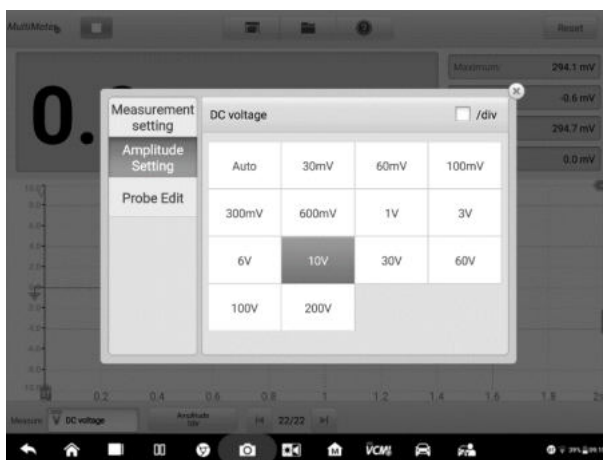 MultiMeter
Reset
Maximum: 294.1 mV
-0.6 mV
294.7 mV
0.0 mV
0.
Measurement setting
Amplitude Setting
Probe Edit
DC voltage
/div
Auto 30mV 60mV 100mV
300mV 600mV 1V 3V
6V 10V 30V 60V
100V 200V
0.2 0.4 0.6 0.8 1 1.2 1.4 1.6 1.8 2s
Measure DC voltage
Amplitude
22/22
VCMI